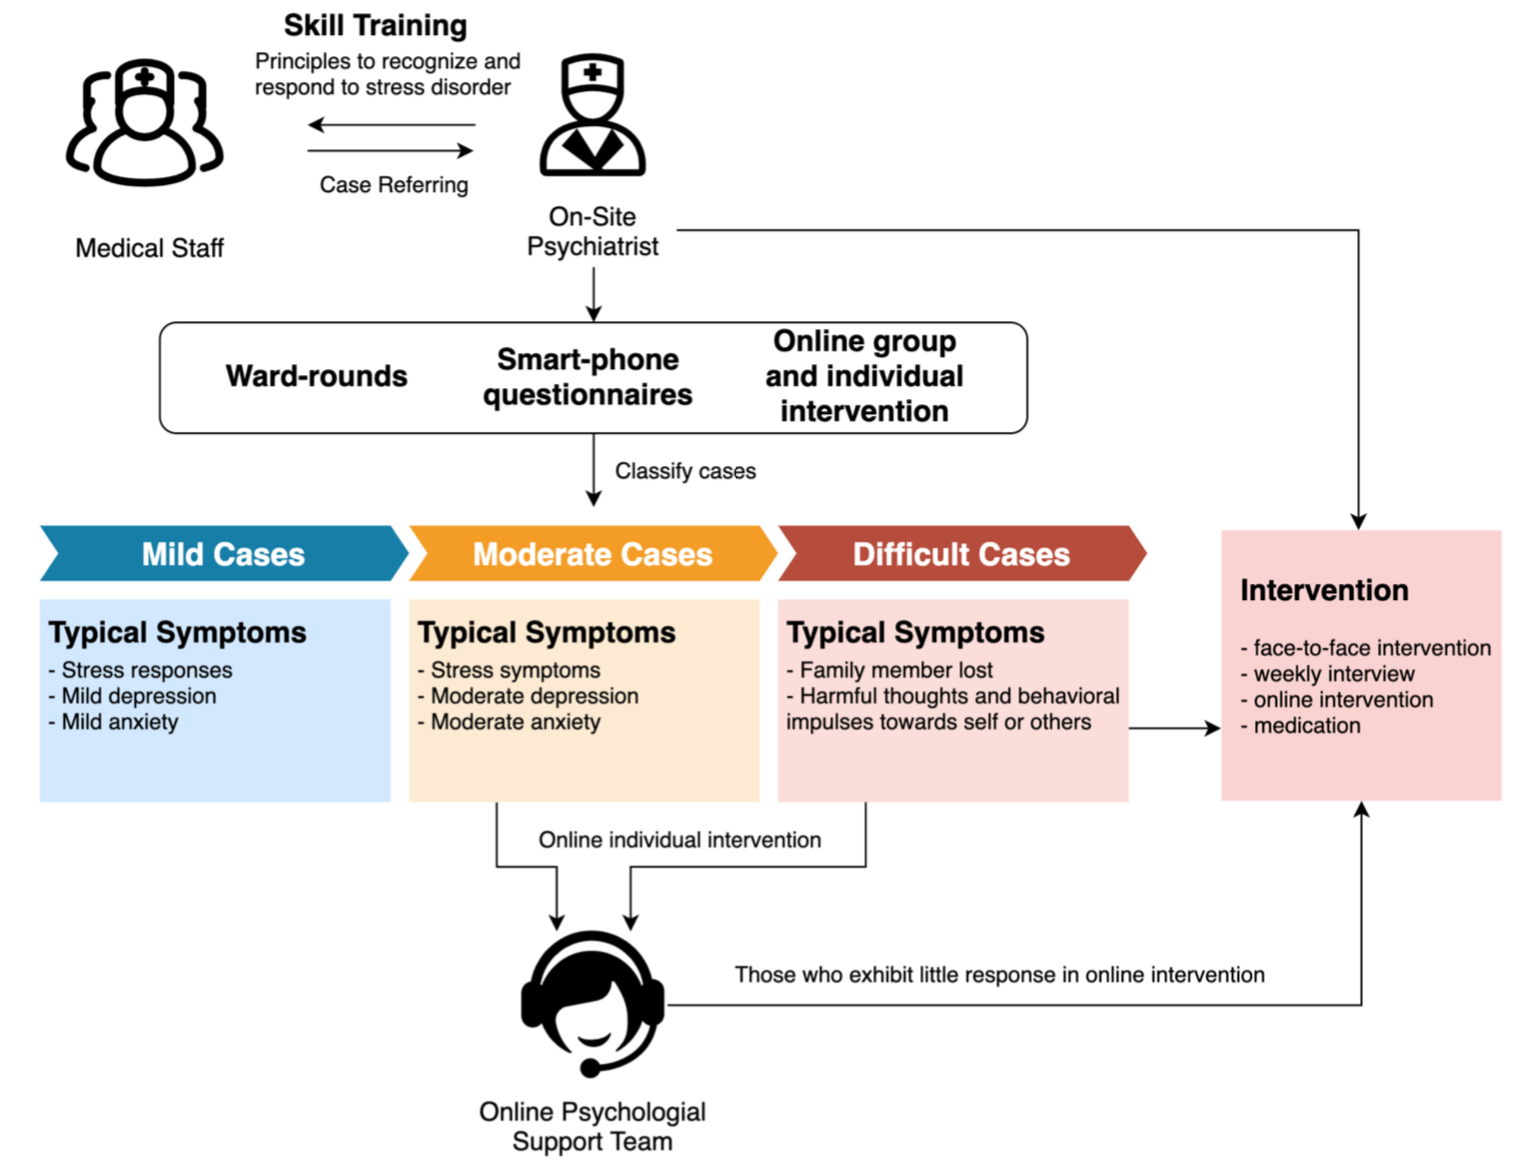 Skill Training
Principles to recognize and
respond to stress disorder
Case Referring
Medical Staff
On-Site
Psychiatrist
Ward-rounds
Smart-phone
questionnaires
Online group
and individual
intervention
Classify cases
Mild Cases
Moderate Cases
Difficult Cases
Typical Symptoms
- Stress responses
- Mild depression
- Mild anxiety
Typical Symptoms
- Stress symptoms
- Moderate depression
- Moderate anxiety
Typical Symptoms
- Family member lost
- Harmful thoughts and behavioral
impulses towards self or others
Intervention
- face-to-face intervention
- weekly interview
- online intervention
- medication
Online individual intervention
Those who exhibit little response in online intervention
Online Psychologial
Support Team